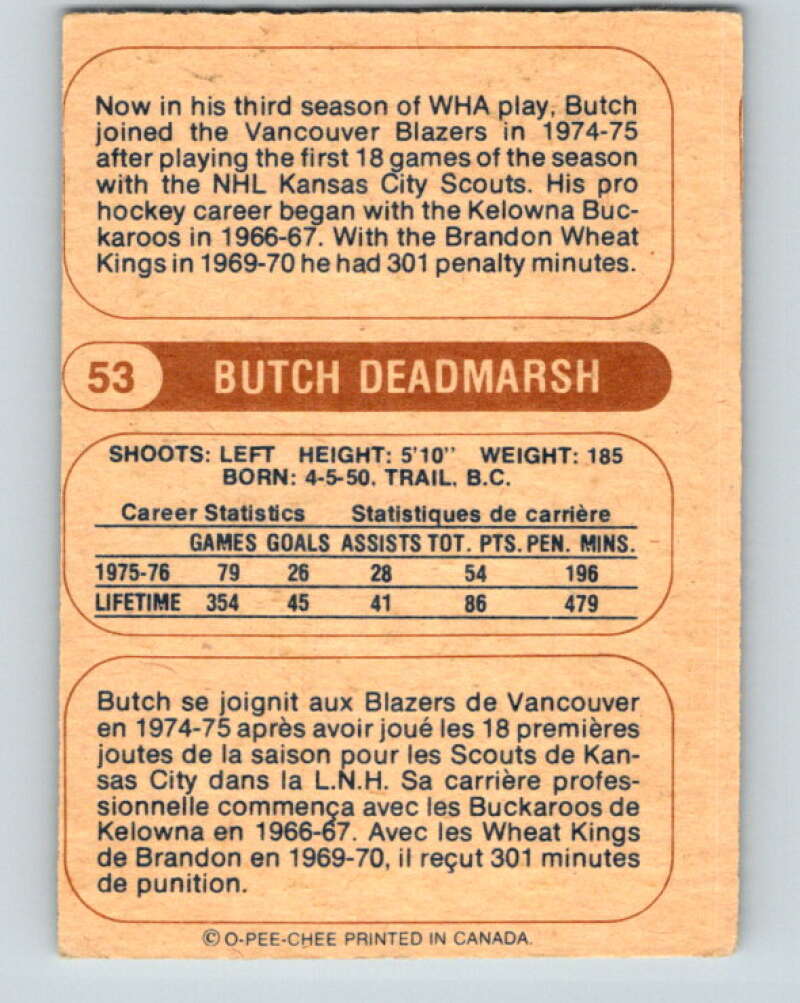 Now in his third season of WHA play, Butch
joined the Vancouver Blazers in 1974-75
after playing the first 18 games of the season
with the NHL Kansas City Scouts. His pro
hockey career began with the Kelowna Buc-
karoos in 1966-67. With the Brandon Wheat
Kings in 1969-70 he had 301 penalty minutes.
53 BUTCH DEADMARSH
SHOOTS: LEFT HEIGHT: 5'10" WEIGHT: 185
BORN: 4-5-50, TRAIL, B.C.
Career Statistics Statistiques de carrière
GAMES GOALS ASSISTS TOT. PTS. PEN. MINS.
1975-76 79 26 28 54 196
LIFETIME 354 45 41 86 479
Butch se joignit aux Blazers de Vancouver
en 1974-75 après avoir joué les 18 premières
joutes de la saison pour les Scouts de Kan-
sas City dans la L.N.H. Sa carrière profes-
sionnelle commença avec les Buckaroos de
Kelowna en 1966-67. Avec les Wheat Kings
de Brandon en 1969-70, il reçut 301 minutes
de punition.
© O-PEE-CHEE PRINTED IN CANADA.